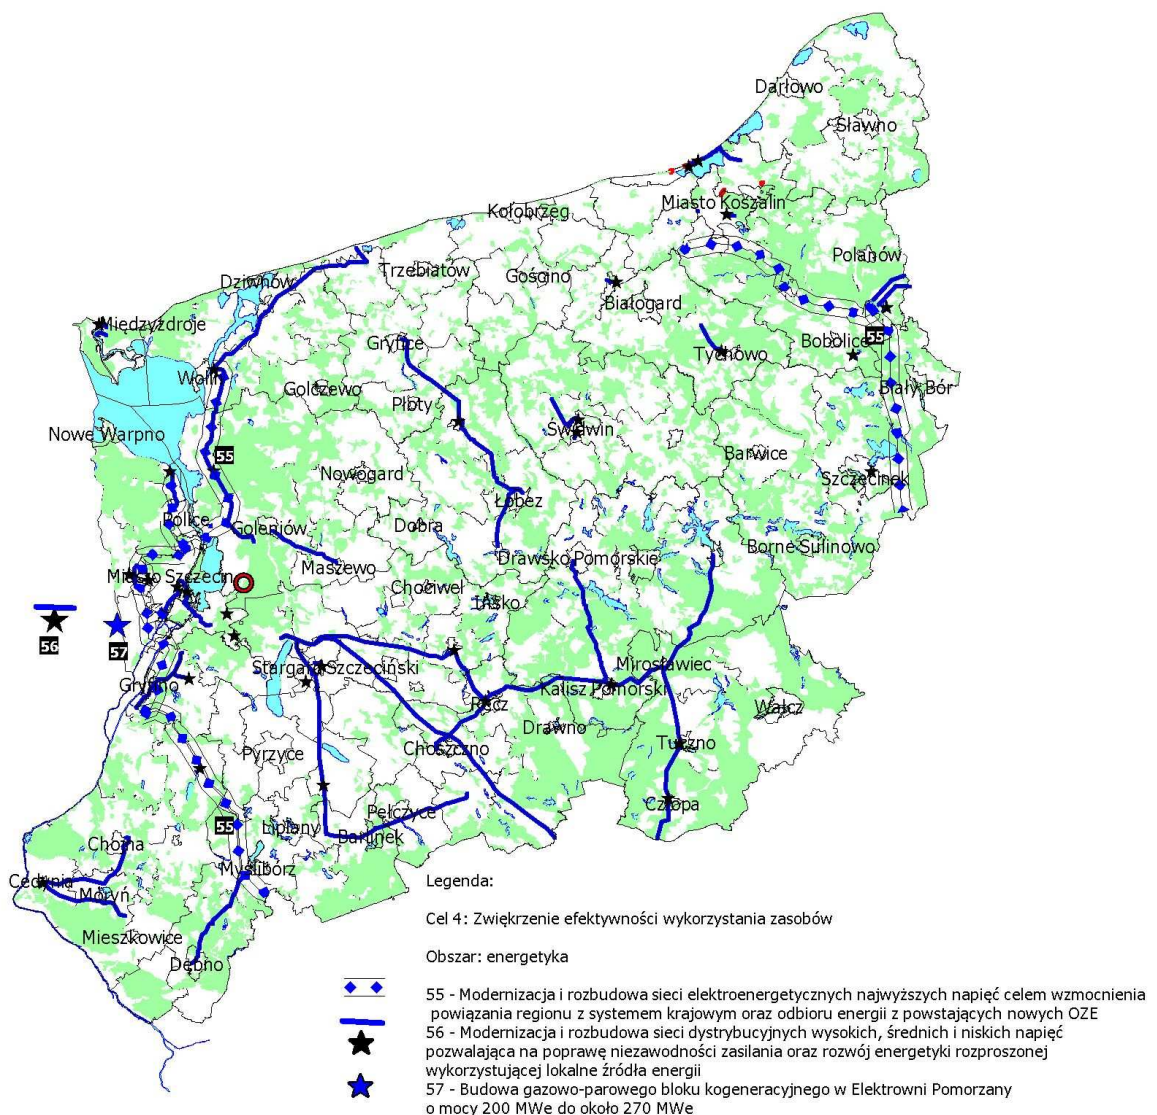 Darłowo
Sławno
Miasto Koszalin
Kołobrzeg
Polanów
Trzebiatów
Gościno
Dziwnów
Białogard
Międzyzdroje
Bobolice
55
Gryfice
Tychowo
Wolin
Golczewo
Biały Bór
Płoty
Świdwin
Nowe Warpno
55
Barwice
Nowogard
Szczecinek
Łobez
Police
Goleniów
Dobra
Borne Sulinowo
Drawsko Pomorskie
Maszewo
Miasto Szczecin
Chociwel
Ińsko
56
57
Stargard Szczeciński
Mirosławiec
Gryfino
Kalisz Pomorski
Recz
Wałcz
Drawno
Choszczno
Tuczno
Pyrzyce
Człopa
Pełczyce
55
Lipiany
Barlinek
Chojna
Myślibórz
Cedynia
Moryń
Mieszkowice
Dębno
Legenda:
Cel 4: Zwiękrzenie efektywności wykorzystania zasobów
Obszar: energetyka
55 - Modernizacja i rozbudowa sieci elektroenergetycznych najwyższych napięć celem wzmocnienia
powiązania regionu z systemem krajowym oraz odbioru energii z powstających nowych OZE
56 - Modernizacja i rozbudowa sieci dystrybucyjnych wysokich, średnich i niskich napięć
pozwalająca na poprawę niezawodności zasilania oraz rozwój energetyki rozproszonej
wykorzystującej lokalne źródła energii
57 - Budowa gazowo-parowego bloku kogeneracyjnego w Elektrowni Pomorzany
o mocy 200 MWe do około 270 MWe